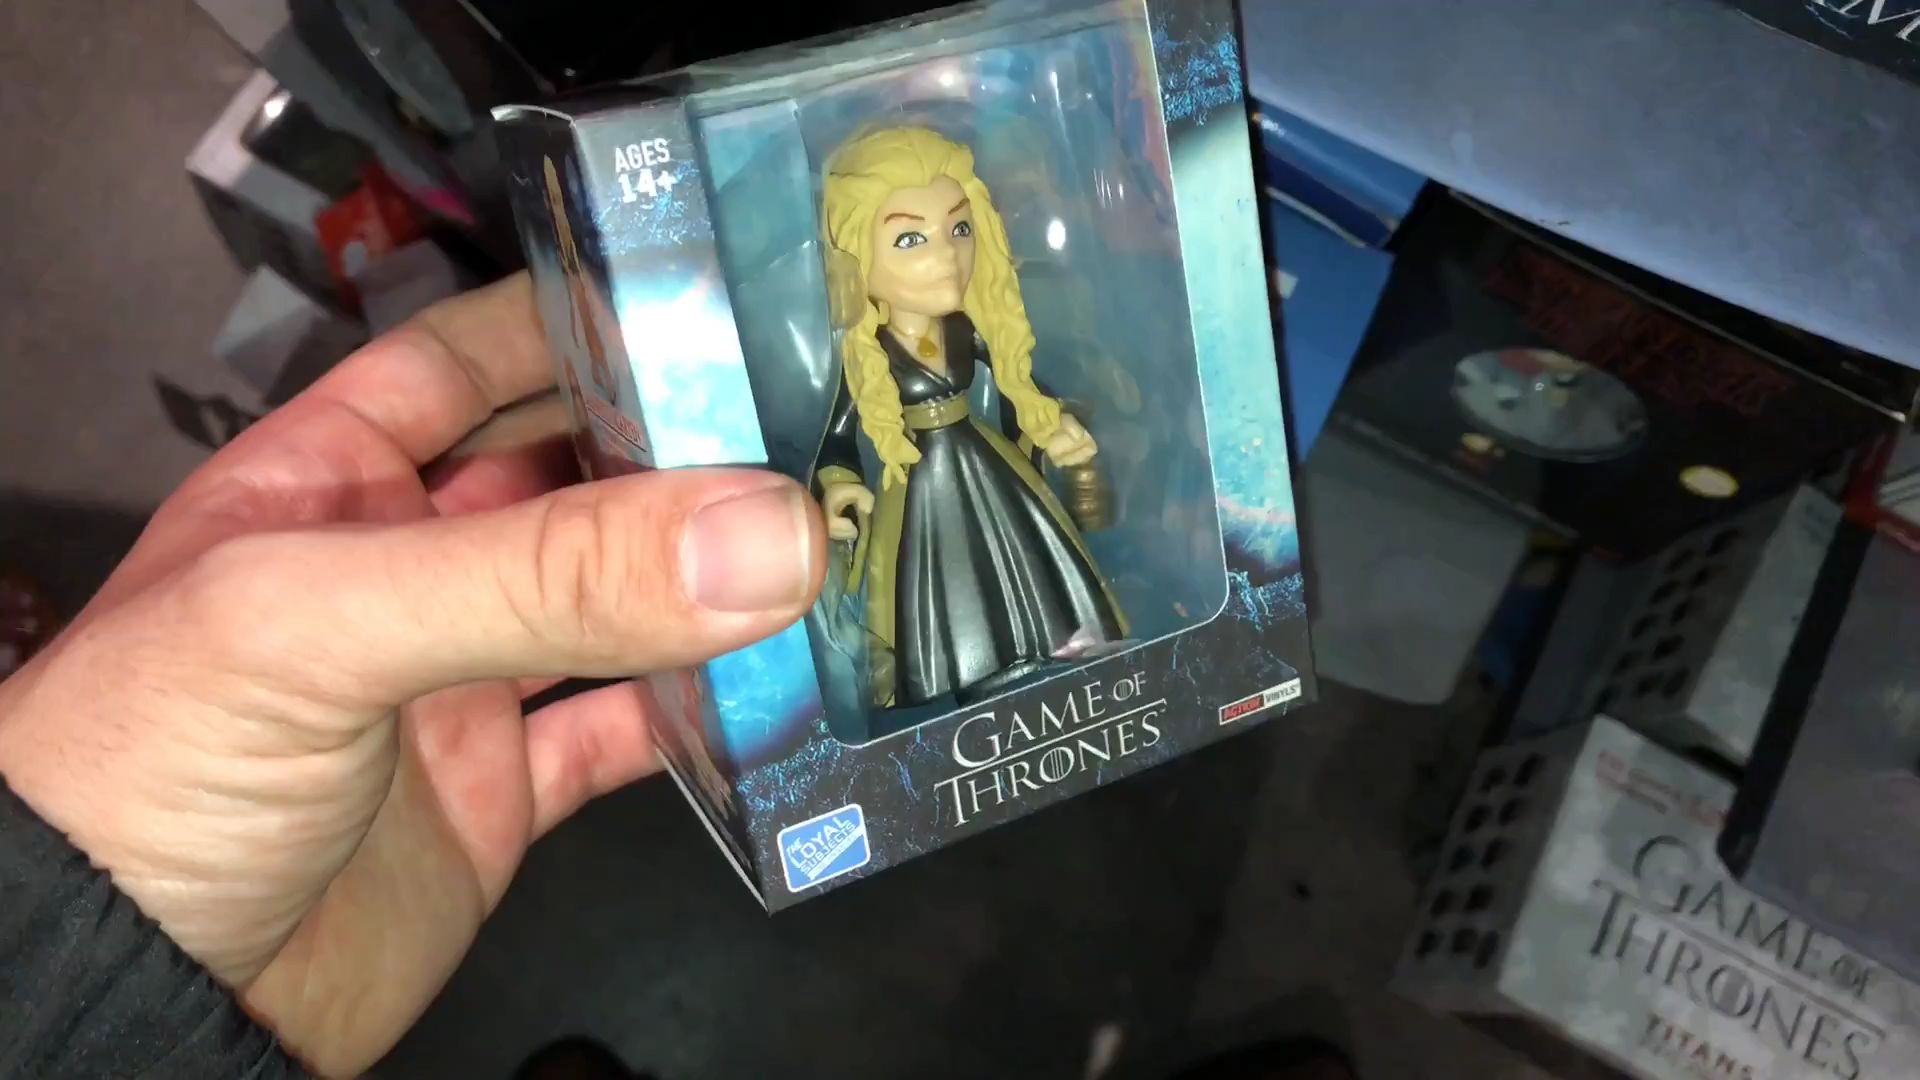 AGES
14+
GAME OF
THRONES
ACTION VINYLS
THE
LOYAL
SUBJECTS
GAME OF
THRONES
TITANS